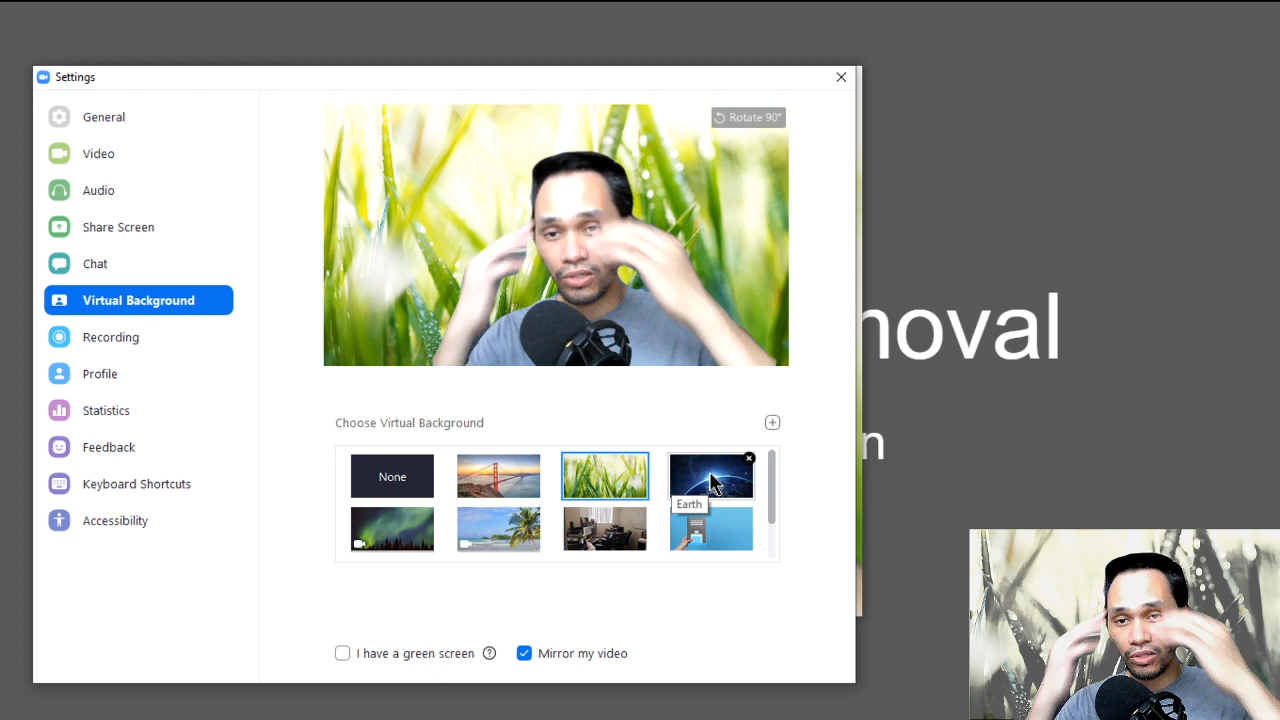 Settings
General
Video
Audio
Share Screen
Chat
Virtual Background
Recording
Profile
Statistics
Feedback
Keyboard Shortcuts
Accessibility
Rotate 90°
Choose Virtual Background
None
Earth
I have a green screen
Mirror my video
noval
n